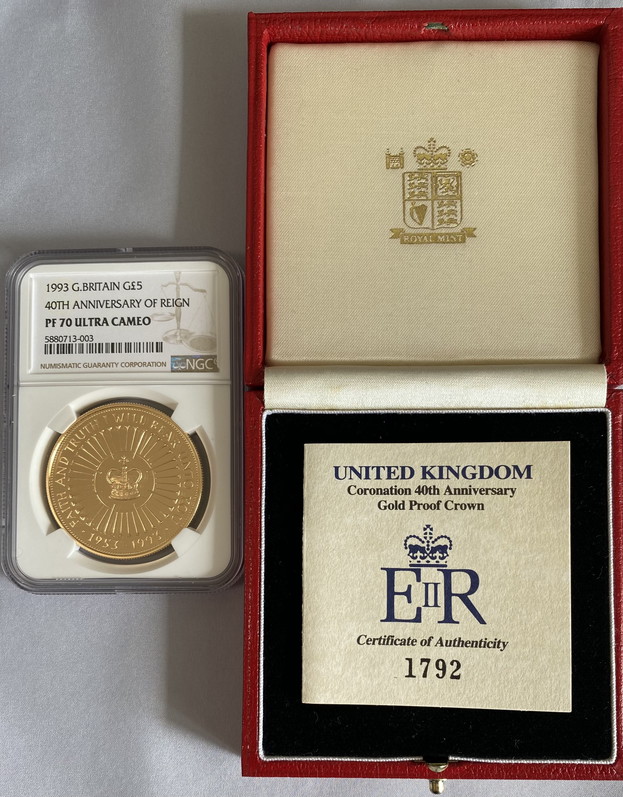 1993 G.BRITAIN G£5
40TH ANNIVERSARY OF REIGN
PF 70 ULTRA CAMEO
5880713-003
NUMISMATIC GUARANTY CORPORATION
NGC
FAITH AND TRUTH I WILL BEAR UNTO YOU
1953 1993
ROYAL MINT
UNITED KINGDOM
Coronation 40th Anniversary
Gold Proof Crown
EIIR
Certificate of Authenticity
1792